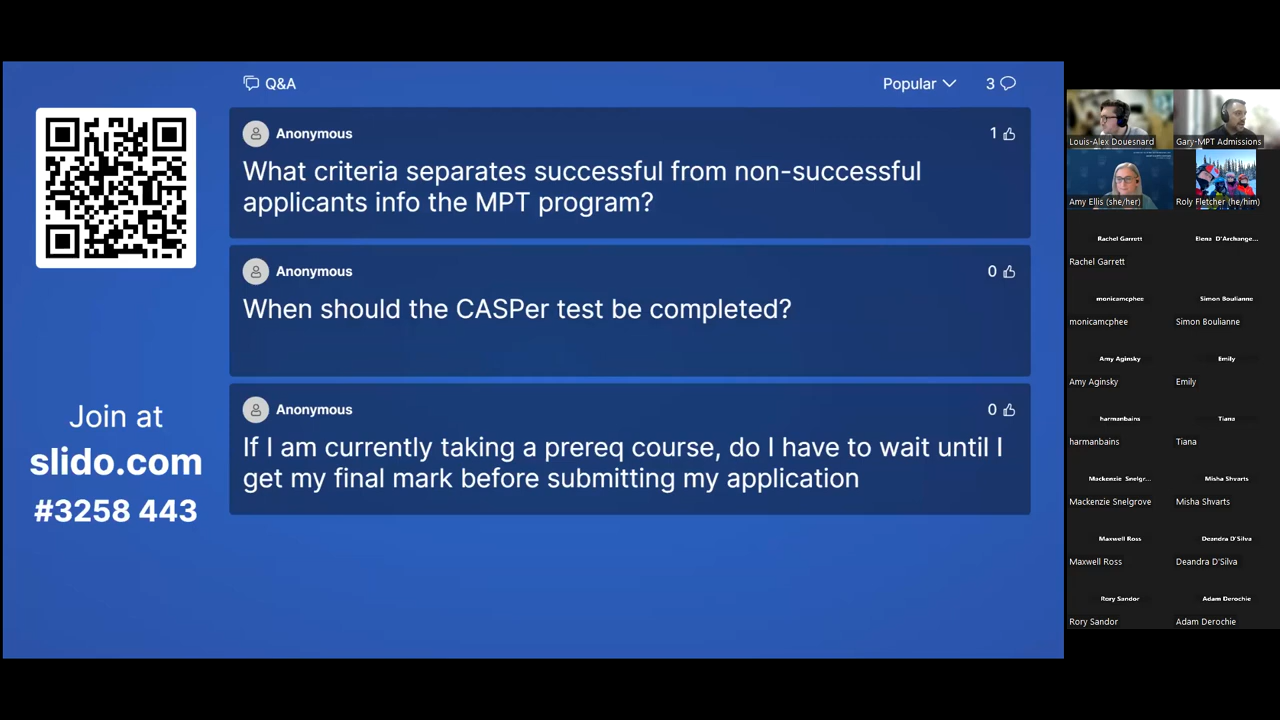 Q&A
Popular
3
Anonymous
1
What criteria separates successful from non-successful
applicants info the MPT program?
Anonymous
0
When should the CASPer test be completed?
Anonymous
0
If I am currently taking a prereq course, do I have to wait until I
get my final mark before submitting my application
Join at
slido.com
#3258 443
Louis-Alex Douesnard
Gary-MPT Admissions
Amy Ellis (she/her)
Roly Fletcher (he/him)
Rachel Garrett
Elena D'Archange...
Rachel Garrett
monicamcphee
Simon Boulianne
monicamcphee
Simon Boulianne
Amy Aginsky
Emily
Amy Aginsky
Emily
harmanbains
Tiana
harmanbains
Tiana
Mackenzie Snelgr...
Misha Shvarts
Mackenzie Snelgrove
Misha Shvarts
Maxwell Ross
Deandra D'Silva
Maxwell Ross
Deandra D'Silva
Rory Sandor
Adam Derochie
Rory Sandor
Adam Derochie